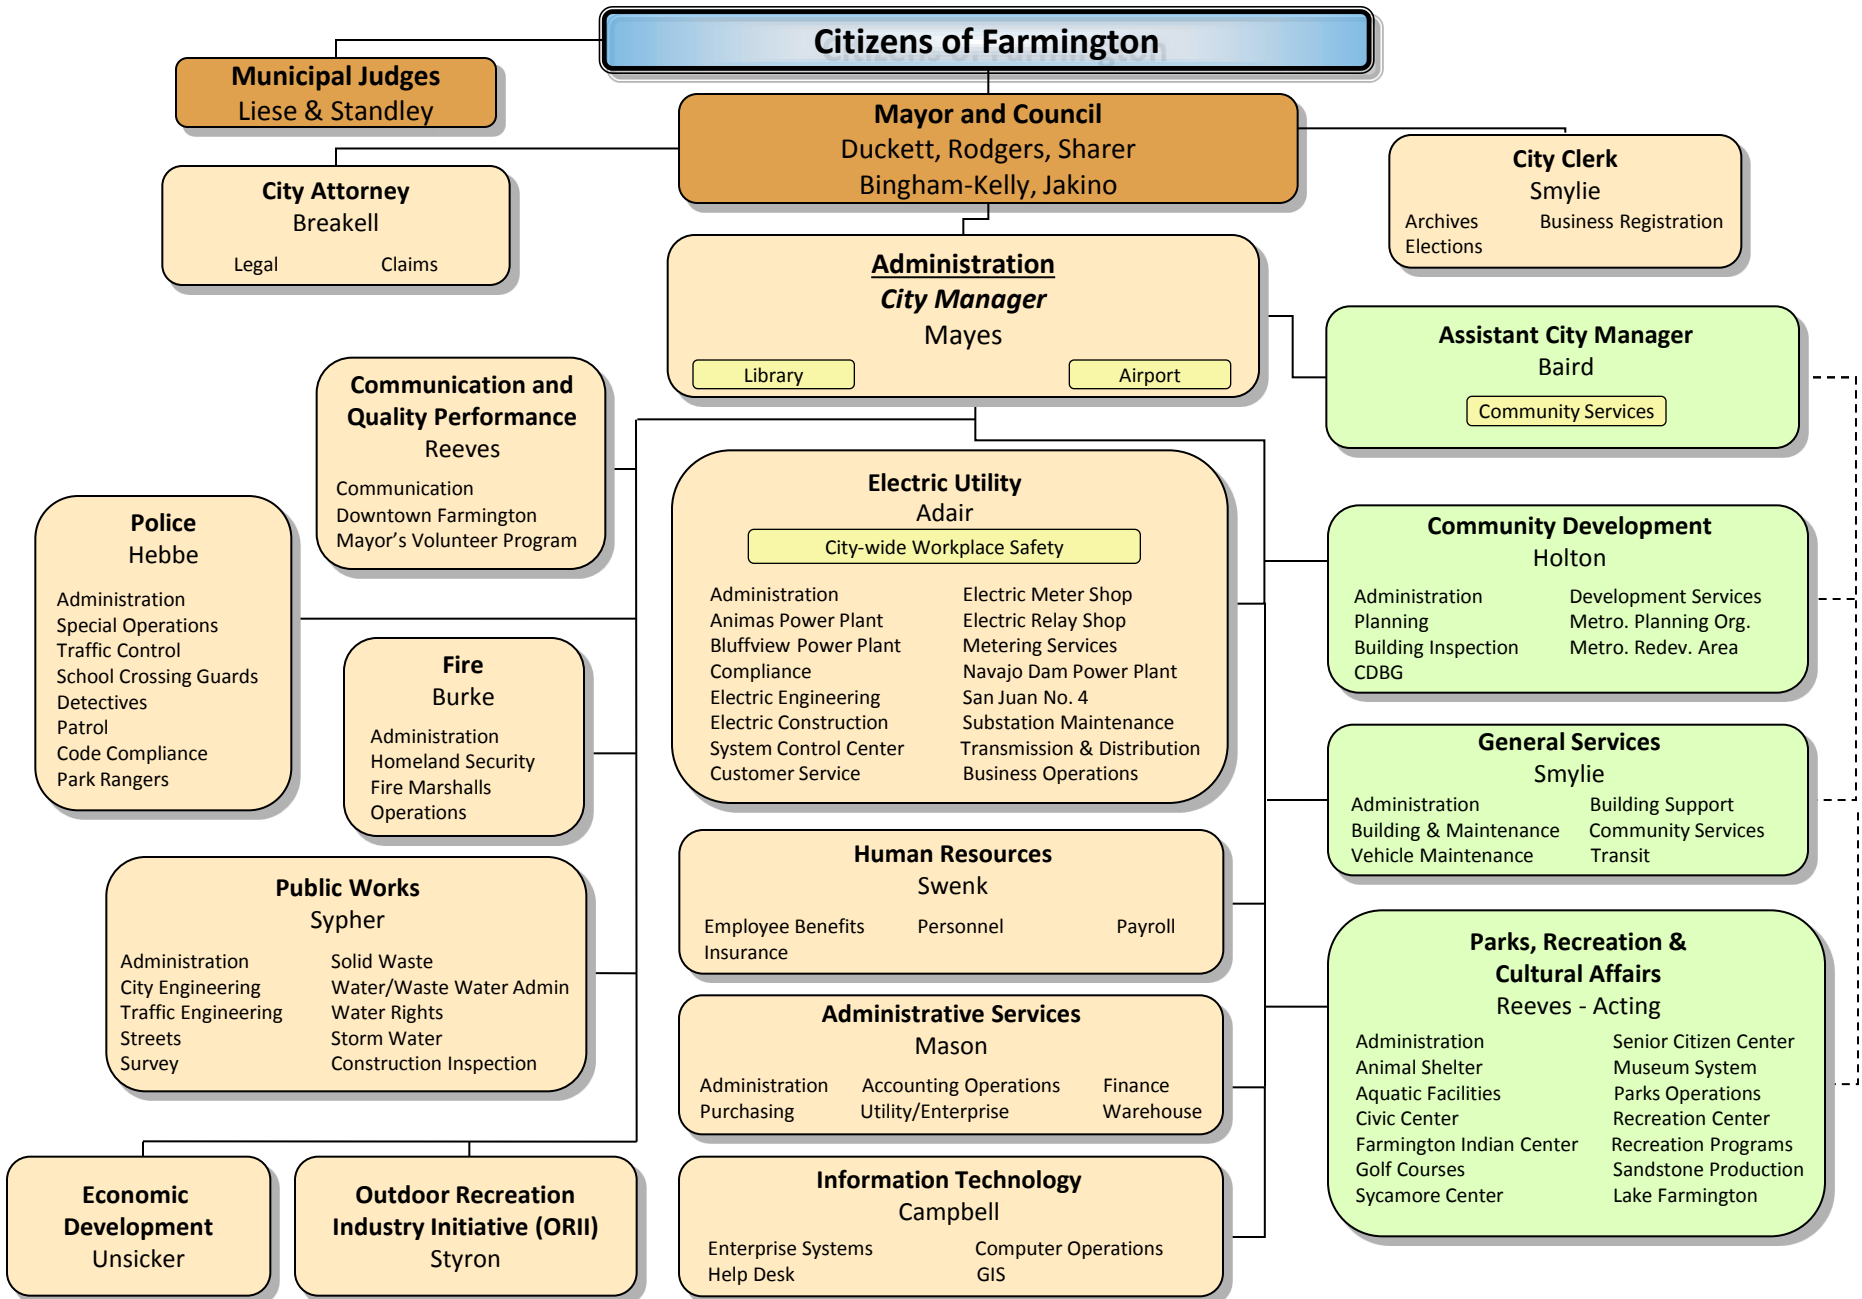 Citizens of Farmington
Municipal Judges
Liese & Standley
Mayor and Council
Duckett, Rodgers, Sharer
Bingham-Kelly, Jakino
City Attorney
Breakell
Legal Claims
City Clerk
Smylie
Archives Business Registration
Elections
Administration
City Manager
Mayes
Library Airport
Assistant City Manager
Baird
Community Services
Communication and
Quality Performance
Reeves
Communication
Downtown Farmington
Mayor’s Volunteer Program
Police
Hebbe
Administration
Special Operations
Traffic Control
School Crossing Guards
Detectives
Patrol
Code Compliance
Park Rangers
Fire
Burke
Administration
Homeland Security
Fire Marshalls
Operations
Public Works
Sypher
Administration Solid Waste
City Engineering Water/Waste Water Admin
Traffic Engineering Water Rights
Streets Storm Water
Survey Construction Inspection
Economic
Development
Unsicker
Outdoor Recreation
Industry Initiative (ORII)
Styron
Electric Utility
Adair
City-wide Workplace Safety
Administration Electric Meter Shop
Animas Power Plant Electric Relay Shop
Bluffview Power Plant Metering Services
Compliance Navajo Dam Power Plant
Electric Engineering San Juan No. 4
Electric Construction Substation Maintenance
System Control Center Transmission & Distribution
Customer Service Business Operations
Human Resources
Swenk
Employee Benefits Personnel Payroll
Insurance
Administrative Services
Mason
Administration Accounting Operations Finance
Purchasing Utility/Enterprise Warehouse
Information Technology
Campbell
Enterprise Systems Computer Operations
Help Desk GIS
Community Development
Holton
Administration Development Services
Planning Metro. Planning Org.
Building Inspection Metro. Redev. Area
CDBG
General Services
Smylie
Administration Building Support
Building & Maintenance Community Services
Vehicle Maintenance Transit
Parks, Recreation &
Cultural Affairs
Reeves - Acting
Administration Senior Citizen Center
Animal Shelter Museum System
Aquatic Facilities Parks Operations
Civic Center Recreation Center
Farmington Indian Center Recreation Programs
Golf Courses Sandstone Production
Sycamore Center Lake Farmington